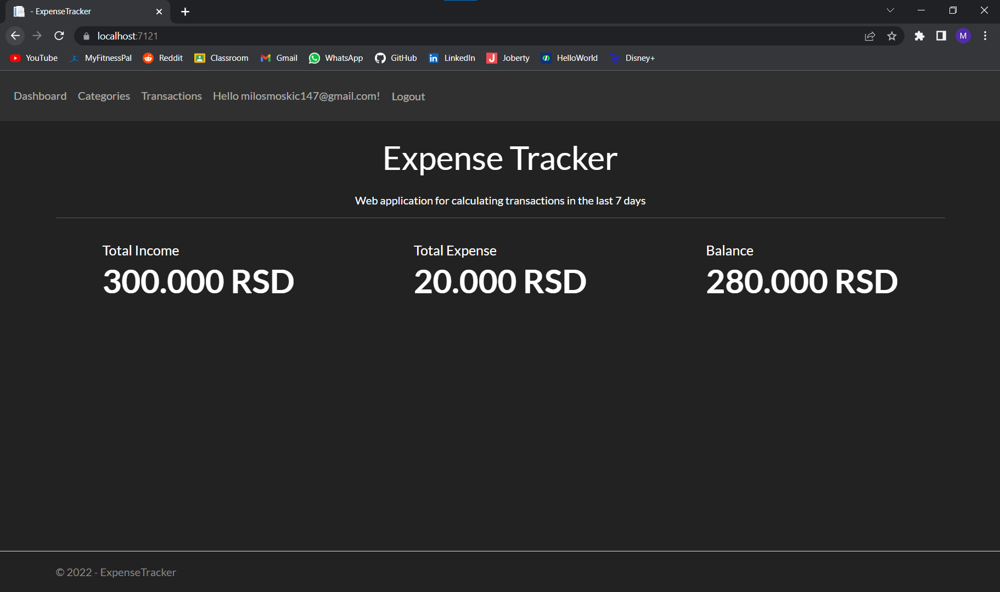 - ExpenseTracker
localhost:7121
M
YouTube MyFitnessPal Reddit Classroom Gmail WhatsApp GitHub LinkedIn Joberty HelloWorld Disney+
Dashboard Categories Transactions Hello milosmoskic147@gmail.com! Logout
Expense Tracker
Web application for calculating transactions in the last 7 days
Total Income Total Expense Balance
300.000 RSD 20.000 RSD 280.000 RSD
© 2022 - ExpenseTracker